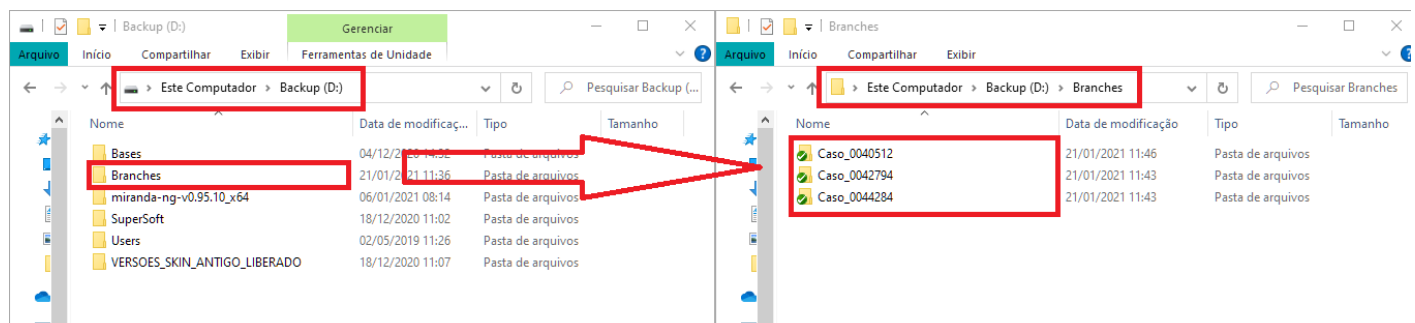 Backup (D:)
Gerenciar
Arquivo Início Compartilhar Exibir Ferramentas de Unidade
Este Computador > Backup (D:)
Pesquisar Backup (...
Nome Data de modificaç... Tipo Tamanho
Bases 04/12/2020 14:52 Pasta de arquivos
Branches 21/01/2021 11:36 Pasta de arquivos
miranda-ng-v0.95.10_x64 06/01/2021 08:14 Pasta de arquivos
SuperSoft 18/12/2020 11:02 Pasta de arquivos
Users 02/05/2019 11:26 Pasta de arquivos
VERSOES_SKIN_ANTIGO_LIBERADO 18/12/2020 11:07 Pasta de arquivos
Branches
Arquivo Início Compartilhar Exibir
Este Computador > Backup (D:) > Branches
Pesquisar Branches
Nome Data de modificação Tipo Tamanho
Caso_0040512 21/01/2021 11:46 Pasta de arquivos
Caso_0042794 21/01/2021 11:43 Pasta de arquivos
Caso_0044284 21/01/2021 11:43 Pasta de arquivos